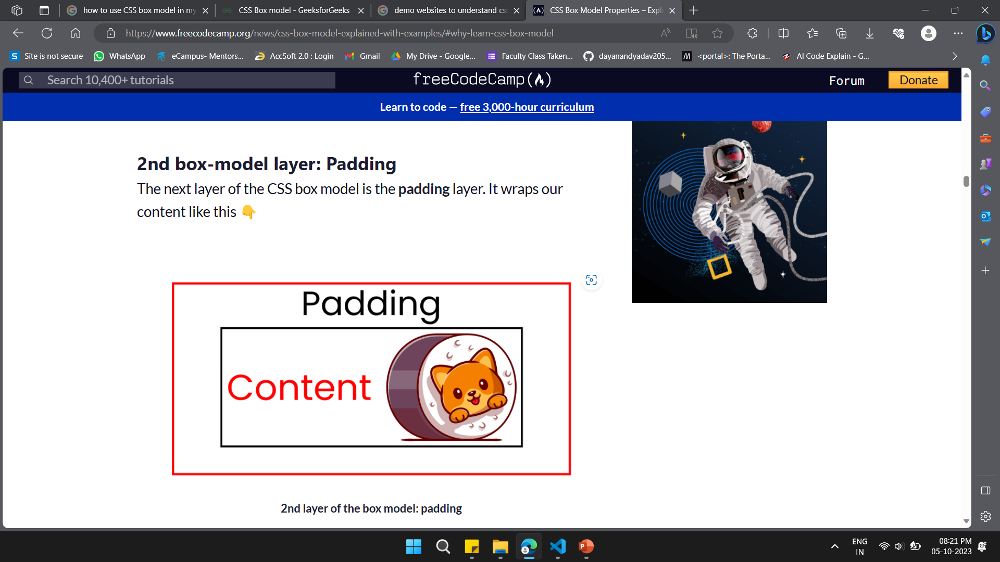 how to use CSS box model in my
CSS Box model - GeeksforGeeks
demo websites to understand css
CSS Box Model Properties – Expla
https://www.freecodecamp.org/news/css-box-model-explained-with-examples/#why-learn-css-box-model
Site is not secure
WhatsApp
eCampus- Mentors...
AccSoft 2.0 : Login
Gmail
My Drive - Google...
Faculty Class Taken...
dayanandyadav205...
<portal>: The Porta...
AI Code Explain - G...
Search 10,400+ tutorials
freeCodeCamp
Forum
Donate
Learn to code — free 3,000-hour curriculum
2nd box-model layer: Padding
The next layer of the CSS box model is the padding layer. It wraps our
content like this 👇
Padding
Content
2nd layer of the box model: padding
ENG
IN
08:21 PM
05-10-2023